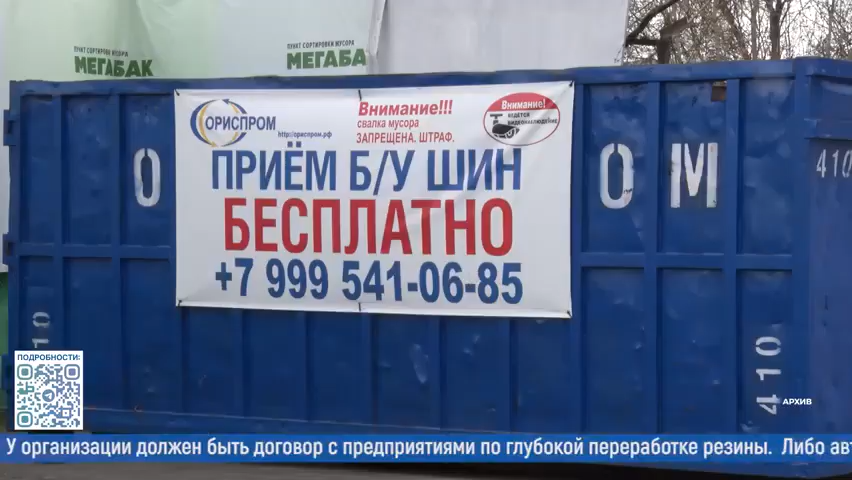 ПУНКТ СОРТИРОВКИ МУСОРА
МЕГАБАК
ПУНКТ СОРТИРОВКИ МУСОРА
МЕГАБА
ОРИСПРОМ
http://ориспром.рф
Внимание!!!
свалка мусора
ЗАПРЕЩЕНА. ШТРАФ.
Внимание!
ВЕДЁТСЯ
ВИДЕОНАБЛЮДЕНИЕ
ПРИЁМ Б/У ШИН
БЕСПЛАТНО
+7 999 541-06-85
О
О М
410
410
410
ПОДРОБНОСТИ:
АРХИВ
У организации должен быть договор с предприятиями по глубокой переработке резины. Либо авт